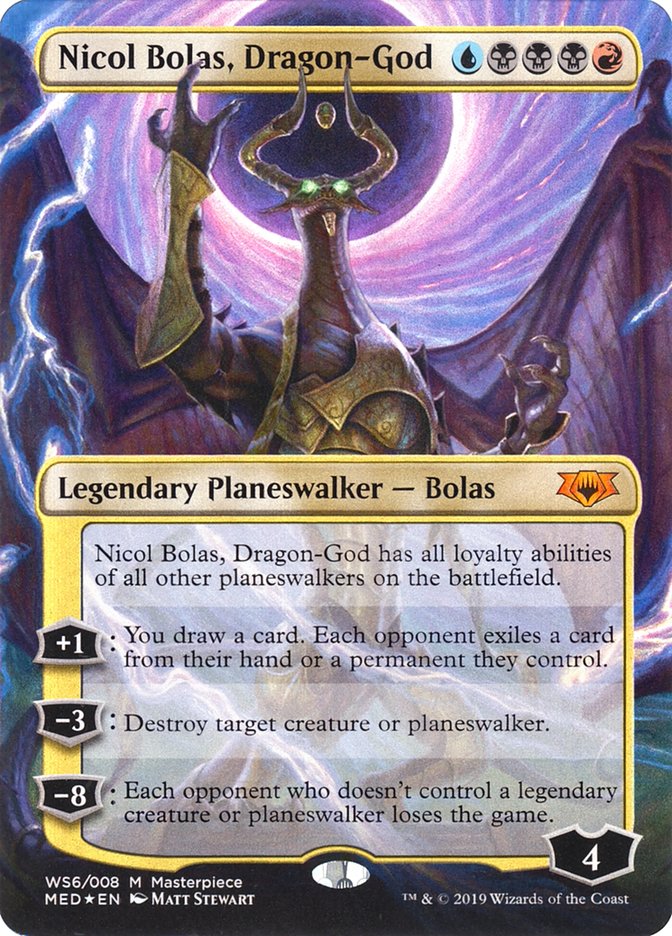 Nicol Bolas, Dragon-God
Legendary Planeswalker — Bolas
Nicol Bolas, Dragon-God has all loyalty abilities
of all other planeswalkers on the battlefield.
+1 : You draw a card. Each opponent exiles a card
from their hand or a permanent they control.
−3 : Destroy target creature or planeswalker.
−8 : Each opponent who doesn't control a legendary
creature or planeswalker loses the game.
4
WS6/008 M Masterpiece
MED★EN Matt Stewart
™ & © 2019 Wizards of the Coast